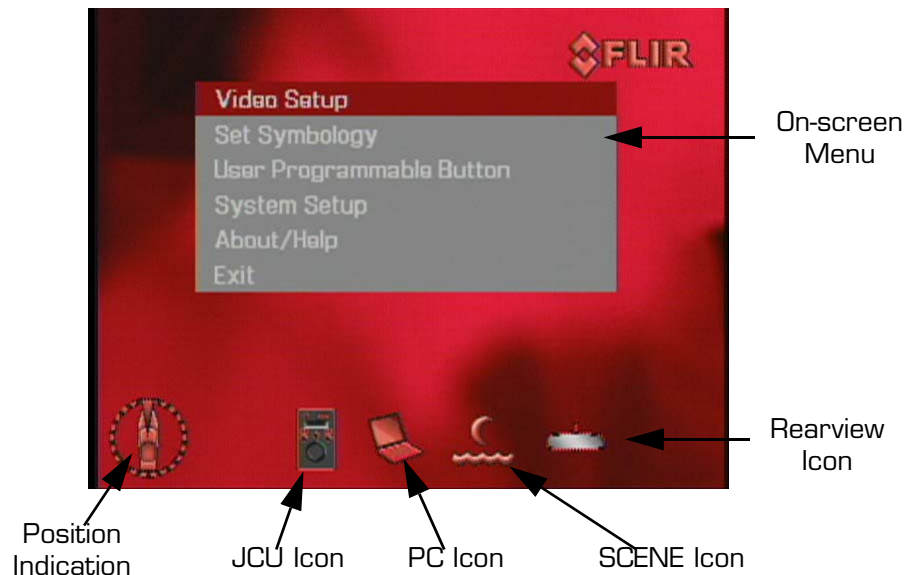 FLIR
Video Setup
Set Symbology
User Programmable Button
System Setup
About/Help
Exit
On-screen
Menu
Rearview
Icon
Position
Indication
JCU Icon
PC Icon
SCENE Icon